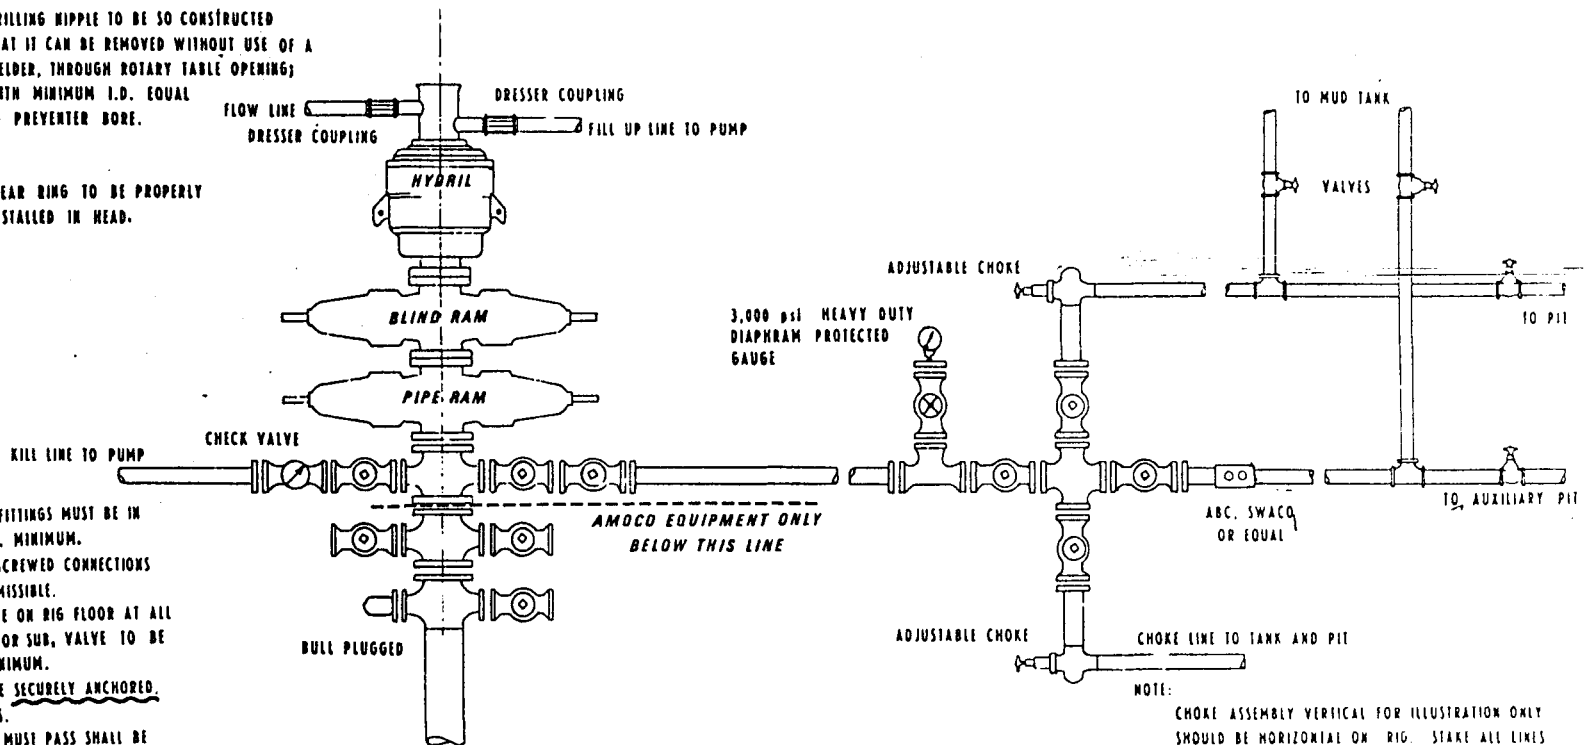 RILLING NIPPLE TO BE SO CONSTRUCTED
AT IT CAN BE REMOVED WITHOUT USE OF A
ELDER, THROUGH ROTARY TABLE OPENING;
ITH MINIMUM I.D. EQUAL
PREVENTER BORE.
EAR RING TO BE PROPERLY
STALLED IN HEAD.
FLOW LINE
DRESSER COUPLING
DRESSER COUPLING
FILL UP LINE TO PUMP
HYDRIL
BLIND RAM
PIPE RAM
CHECK VALVE
KILL LINE TO PUMP
AMOCO EQUIPMENT ONLY
BELOW THIS LINE
BULL PLUGGED
FITTINGS MUST BE IN
. MINIMUM.
SCREWED CONNECTIONS
MISSIBLE.
E ON RIG FLOOR AT ALL
OR SUB, VALVE TO BE
NIMUM.
E SECURELY ANCHORED.
S.
MUST PASS SHALL BE
3,000 psi HEAVY DUTY
DIAPHRAM PROTECTED
GAUGE
ADJUSTABLE CHOKE
TO MUD TANK
VALVES
TO PIT
ABC, SWACO
OR EQUAL
TO AUXILIARY PIT
ADJUSTABLE CHOKE
CHOKE LINE TO TANK AND PIT
NOTE:
CHOKE ASSEMBLY VERTICAL FOR ILLUSTRATION ONLY
SHOULD BE HORIZONTAL ON RIG. STAKE ALL LINES